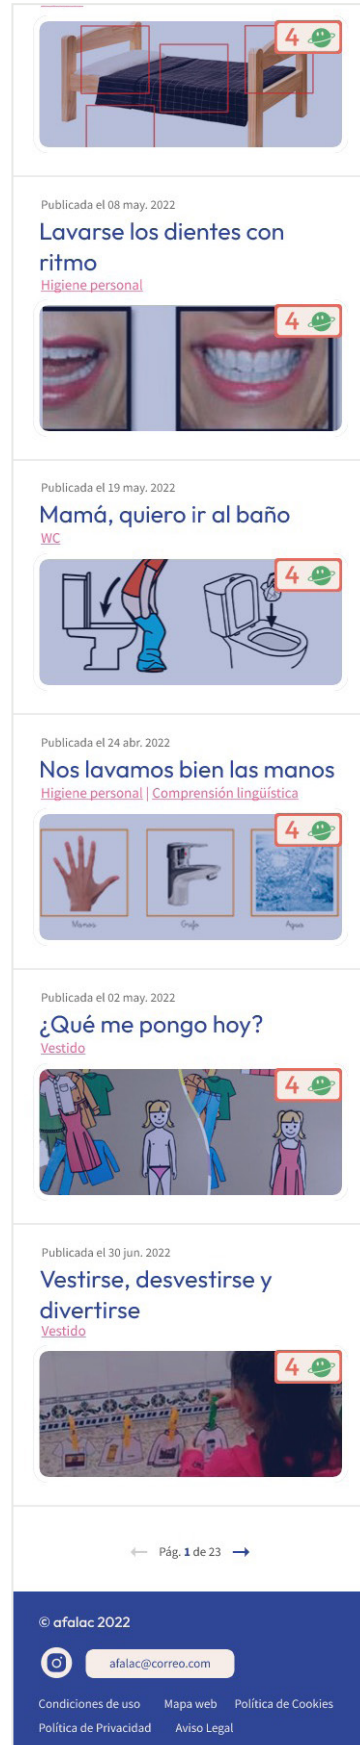 4
Publicada el 08 may. 2022
Lavarse los dientes con
ritmo
Higiene personal
4
Publicada el 19 may. 2022
Mamá, quiero ir al baño
WC
4
Publicada el 24 abr. 2022
Nos lavamos bien las manos
Higiene personal | Comprensión lingüística
4
Manos
Grifo
Agua
Publicada el 02 may. 2022
¿Qué me pongo hoy?
Vestido
4
Publicada el 30 jun. 2022
Vestirse, desvestirse y
divertirse
Vestido
4
← Pág. 1 de 23 →
© afalac 2022
afalac@correo.com
Condiciones de uso Mapa web Política de Cookies
Política de Privacidad Aviso Legal